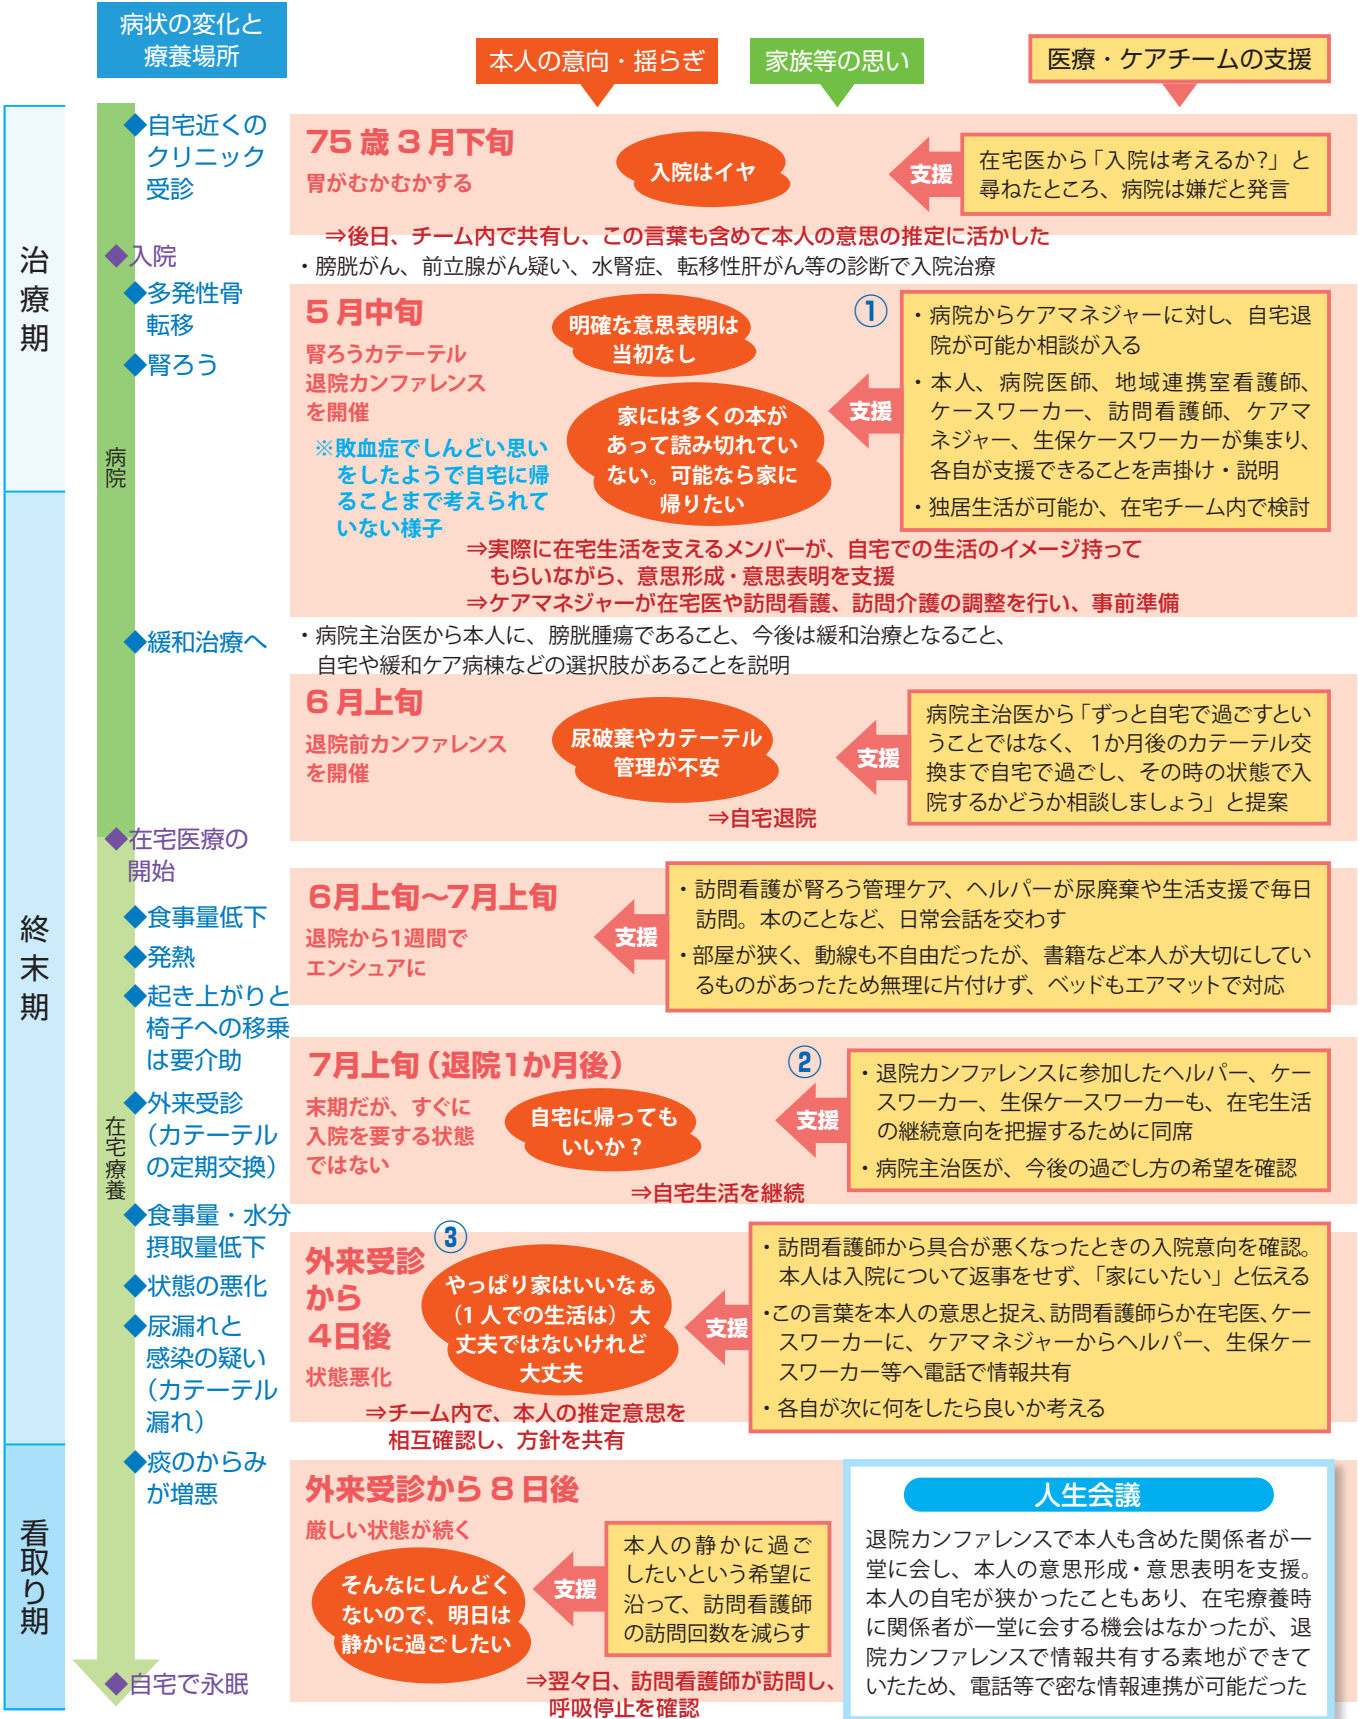 病状の変化と
療養場所
本人の意向・揺らぎ
家族等の思い
医療・ケアチームの支援
治療期
終末期
看取り期
病院
在宅療養
◆自宅近くの
クリニック
受診
◆入院
◆多発性骨
転移
◆腎ろう
◆緩和治療へ
◆在宅医療の
開始
◆食事量低下
◆発熱
◆起き上がりと
椅子への移乗
は要介助
◆外来受診
（カテーテル
の定期交換）
◆食事量・水分
摂取量低下
◆状態の悪化
◆尿漏れと
感染の疑い
（カテーテル
漏れ）
◆痰のからみ
が増悪
◆自宅で永眠
75歳3月下旬
胃がむかむかする
入院はイヤ
支援
在宅医から「入院は考えるか？」と
尋ねたところ、病院は嫌だと発言
⇒後日、チーム内で共有し、この言葉も含めて本人の意思の推定に活かした
・膀胱がん、前立腺がん疑い、水腎症、転移性肝がん等の診断で入院治療
5月中旬
腎ろうカテーテル
退院カンファレンス
を開催
※敗血症でしんどい思い
をしたようで自宅に帰
ることまで考えられて
いない様子
明確な意思表明は
当初なし
家には多くの本が
あって読み切れてい
ない。可能なら家に
帰りたい
①
支援
・病院からケアマネジャーに対し、自宅退
院が可能か相談が入る
・本人、病院医師、地域連携室看護師、
ケースワーカー、訪問看護師、ケアマ
ネジャー、生保ケースワーカーが集まり、
各自が支援できることを声掛け・説明
・独居生活が可能か、在宅チーム内で検討
⇒実際に在宅生活を支えるメンバーが、自宅での生活のイメージ持って
もらいながら、意思形成・意思表明を支援
⇒ケアマネジャーが在宅医や訪問看護、訪問介護の調整を行い、事前準備
・病院主治医から本人に、膀胱腫瘍であること、今後は緩和治療となること、
自宅や緩和ケア病棟などの選択肢があることを説明
6月上旬
退院前カンファレンス
を開催
尿破棄やカテーテル
管理が不安
支援
病院主治医から「ずっと自宅で過ごすとい
うことではなく、1か月後のカテーテル交
換まで自宅で過ごし、その時の状態で入
院するかどうか相談しましょう」と提案
⇒自宅退院
6月上旬～7月上旬
退院から1週間で
エンシュアに
支援
・訪問看護が腎ろう管理ケア、ヘルパーが尿廃棄や生活支援で毎日
訪問。本のことなど、日常会話を交わす
・部屋が狭く、動線も不自由だったが、書籍など本人が大切にしてい
るものがあったため無理に片付けず、ベッドもエアマットで対応
7月上旬（退院1か月後）
末期だが、すぐに
入院を要する状態
ではない
自宅に帰っても
いいか？
②
支援
・退院カンファレンスに参加したヘルパー、ケー
スワーカー、生保ケースワーカーも、在宅生活
の継続意向を把握するために同席
・病院主治医が、今後の過ごし方の希望を確認
⇒自宅生活を継続
外来受診
から
4日後
状態悪化
③
やっぱり家はいいなぁ
（1人での生活は）大
丈夫ではないけれど
大丈夫
支援
・訪問看護師から具合が悪くなったときの入院意向を確認。
本人は入院について返事をせず、「家にいたい」と伝える
・この言葉を本人の意思と捉え、訪問看護師らか在宅医、ケー
スワーカーに、ケアマネジャーからヘルパー、生保ケー
スワーカー等へ電話で情報共有
・各自が次に何をしたら良いか考える
⇒チーム内で、本人の推定意思を
相互確認し、方針を共有
外来受診から8日後
厳しい状態が続く
そんなにしんどく
ないので、明日は
静かに過ごしたい
支援
本人の静かに過ご
したいという希望に
沿って、訪問看護師
の訪問回数を減らす
⇒翌々日、訪問看護師が訪問し、
呼吸停止を確認
人生会議
退院カンファレンスで本人も含めた関係者が一
堂に会し、本人の意思形成・意思表明を支援。
本人の自宅が狭かったこともあり、在宅療養時
に関係者が一堂に会する機会はなかったが、退
院カンファレンスで情報共有する素地ができて
いたため、電話等で密な情報連携が可能だった